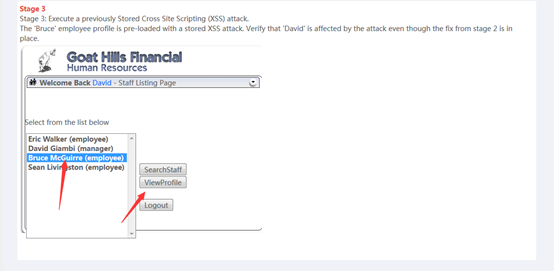 Stage 3
Stage 3: Execute a previously Stored Cross Site Scripting (XSS) attack.
The 'Bruce' employee profile is pre-loaded with a stored XSS attack. Verify that 'David' is affected by the attack even though the fix from stage 2 is in
place.
Goat Hills Financial
Human Resources
Welcome Back David - Staff Listing Page
Select from the list below
Eric Walker (employee)
David Giambi (manager)
Bruce McGuirre (employee)
Sean Livingston (employee)
SearchStaff
ViewProfile
Logout